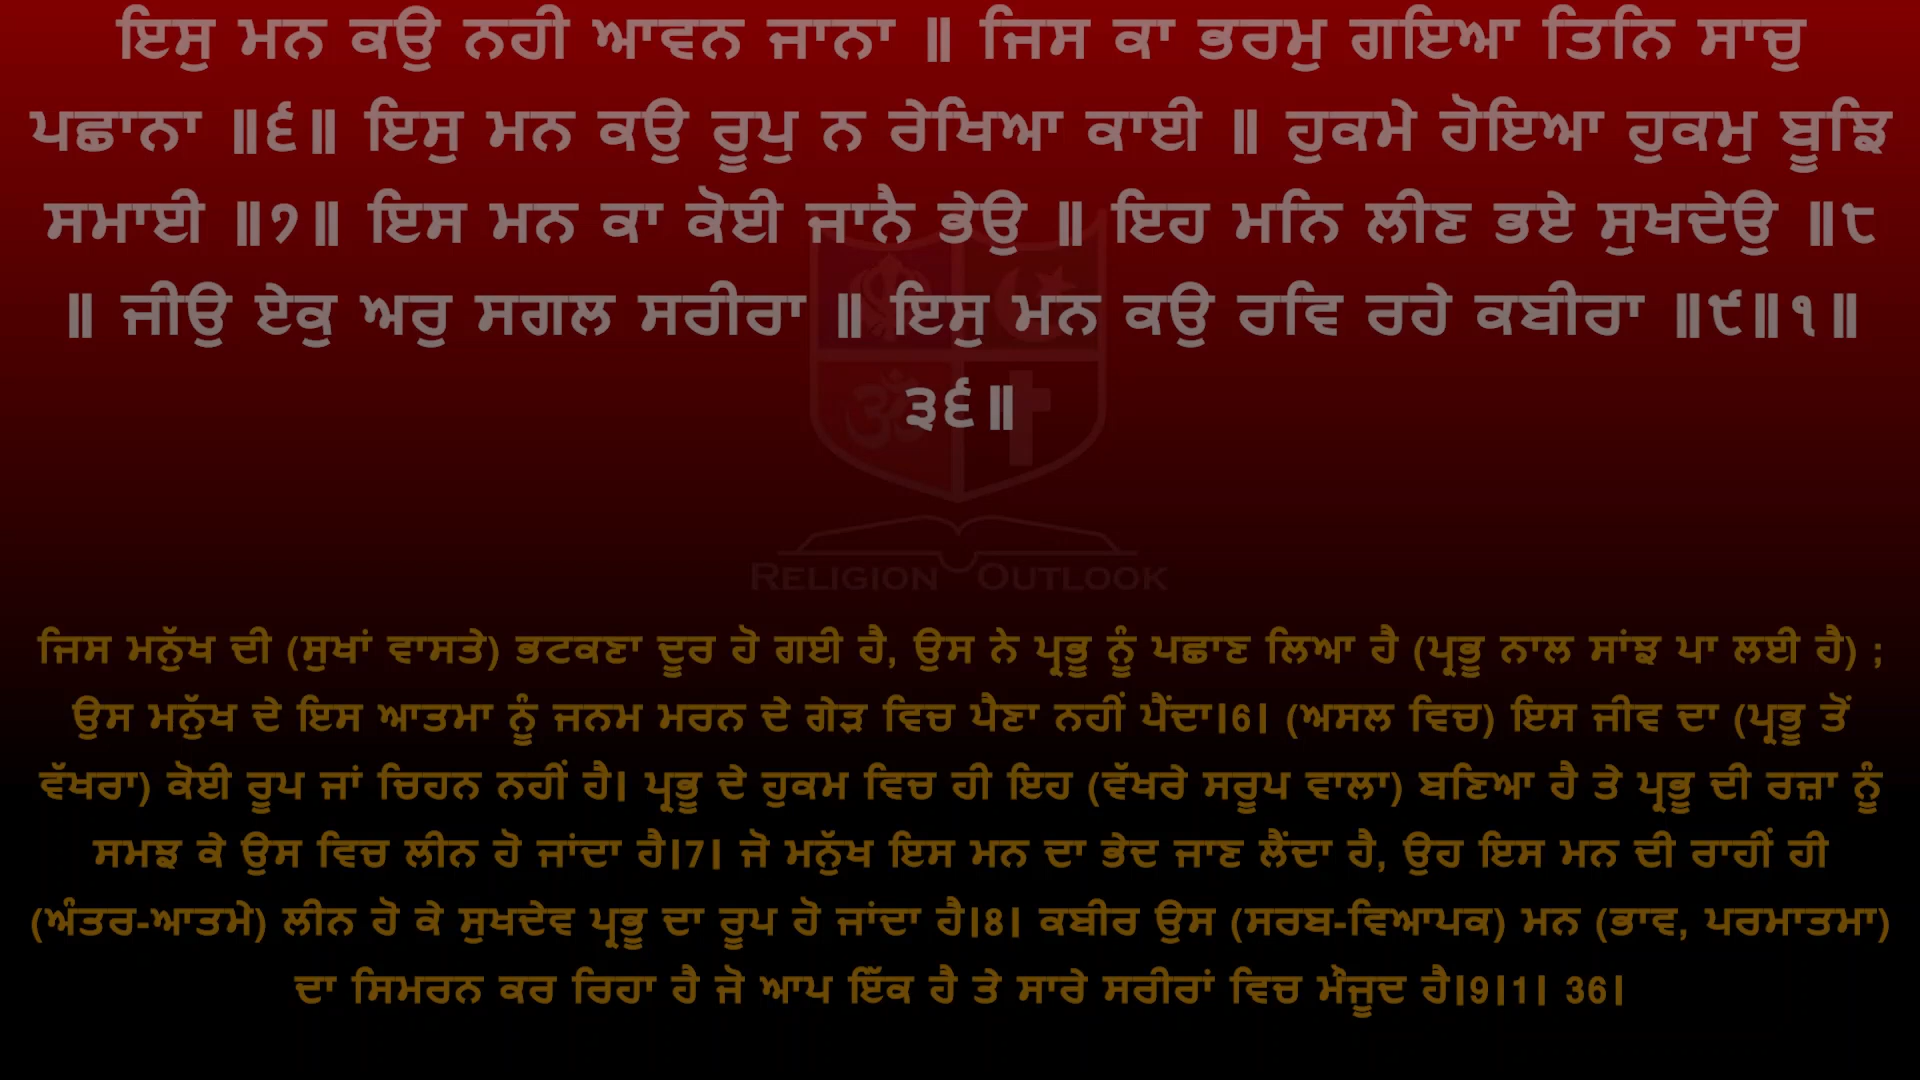 ਇਸੁ ਮਨ ਕਉ ਨਹੀ ਆਵਨ ਜਾਨਾ ॥ ਜਿਸ ਕਾ ਭਰਮੁ ਗਇਆ ਤਿਨਿ ਸਾਚੁ
ਪਛਾਨਾ ॥੬॥ ਇਸੁ ਮਨ ਕਉ ਰੂਪੁ ਨ ਰੇਖਿਆ ਕਾਈ ॥ ਹੁਕਮੇ ਹੋਇਆ ਹੁਕਮੁ ਬੂਝਿ
ਸਮਾਈ ॥੭॥ ਇਸ ਮਨ ਕਾ ਕੋਈ ਜਾਨੈ ਭੇਉ ॥ ਇਹ ਮਨਿ ਲੀਣ ਭਏ ਸੁਖਦੇਉ ॥੮
॥ ਜੀਉ ਏਕੁ ਅਰੁ ਸਗਲ ਸਰੀਰਾ ॥ ਇਸੁ ਮਨ ਕਉ ਰਵਿ ਰਹੇ ਕਬੀਰਾ ॥੯॥੧॥
੩੬॥
RELIGION OUTLOOK
ਜਿਸ ਮਨੁੱਖ ਦੀ (ਸੁਖਾਂ ਵਾਸਤੇ) ਭਟਕਣਾ ਦੂਰ ਹੋ ਗਈ ਹੈ, ਉਸ ਨੇ ਪ੍ਰਭੂ ਨੂੰ ਪਛਾਣ ਲਿਆ ਹੈ (ਪ੍ਰਭੂ ਨਾਲ ਸਾਂਝ ਪਾ ਲਈ ਹੈ) ;
ਉਸ ਮਨੁੱਖ ਦੇ ਇਸ ਆਤਮਾ ਨੂੰ ਜਨਮ ਮਰਨ ਦੇ ਗੇੜ ਵਿਚ ਪੈਣਾ ਨਹੀਂ ਪੈਂਦਾ।6। (ਅਸਲ ਵਿਚ) ਇਸ ਜੀਵ ਦਾ (ਪ੍ਰਭੂ ਤੋਂ
ਵੱਖਰਾ) ਕੋਈ ਰੂਪ ਜਾਂ ਚਿਹਨ ਨਹੀਂ ਹੈ। ਪ੍ਰਭੂ ਦੇ ਹੁਕਮ ਵਿਚ ਹੀ ਇਹ (ਵੱਖਰੇ ਸਰੂਪ ਵਾਲਾ) ਬਣਿਆ ਹੈ ਤੇ ਪ੍ਰਭੂ ਦੀ ਰਜ਼ਾ ਨੂੰ
ਸਮਝ ਕੇ ਉਸ ਵਿਚ ਲੀਨ ਹੋ ਜਾਂਦਾ ਹੈ।7। ਜੋ ਮਨੁੱਖ ਇਸ ਮਨ ਦਾ ਭੇਦ ਜਾਣ ਲੈਂਦਾ ਹੈ, ਉਹ ਇਸ ਮਨ ਦੀ ਰਾਹੀਂ ਹੀ
(ਅੰਤਰ-ਆਤਮੇ) ਲੀਨ ਹੋ ਕੇ ਸੁਖਦੇਵ ਪ੍ਰਭੂ ਦਾ ਰੂਪ ਹੋ ਜਾਂਦਾ ਹੈ।8। ਕਬੀਰ ਉਸ (ਸਰਬ-ਵਿਆਪਕ) ਮਨ (ਭਾਵ, ਪਰਮਾਤਮਾ)
ਦਾ ਸਿਮਰਨ ਕਰ ਰਿਹਾ ਹੈ ਜੋ ਆਪ ਇੱਕ ਹੈ ਤੇ ਸਾਰੇ ਸਰੀਰਾਂ ਵਿਚ ਮੌਜੂਦ ਹੈ।9।1। 36।